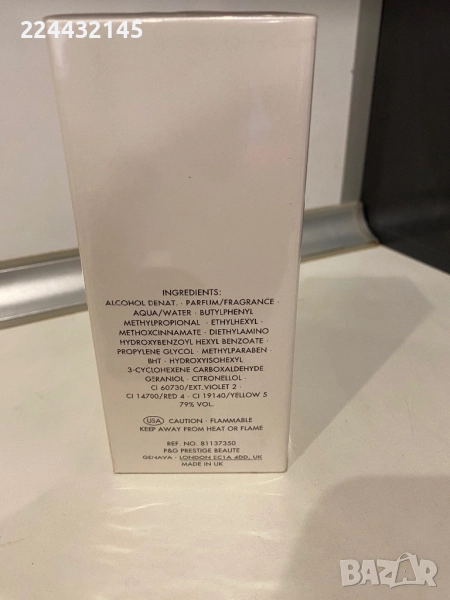 224432145
INGREDIENTS:
ALCOHOL DENAT. · PARFUM/FRAGRANCE ·
AQUA/WATER · BUTYLPHENYL
METHYLPROPIONAL · ETHYLHEXYL ·
METHOXCINNAMATE · DIETHYLAMINO
HYDROXYBENZOYL HEXYL BENZOATE ·
PROPYLENE GLYCOL · METHYLPARABEN ·
BHT · HYDROXYISOHEXYL
3-CYCLOHEXENE CARBOXALDEHYDE
GERANIOL · CITRONELLOL ·
CI 60730/EXT.VIOLET 2 ·
CI 14700/RED 4 · CI 19140/YELLOW 5
79% VOL.
USA CAUTION · FLAMMABLE
KEEP AWAY FROM HEAT OR FLAME
REF. NO. 81137350
P&G PRESTIGE BEAUTE
GENAVA · LONDON EC1A 4DD, UK
MADE IN UK
BAZAR